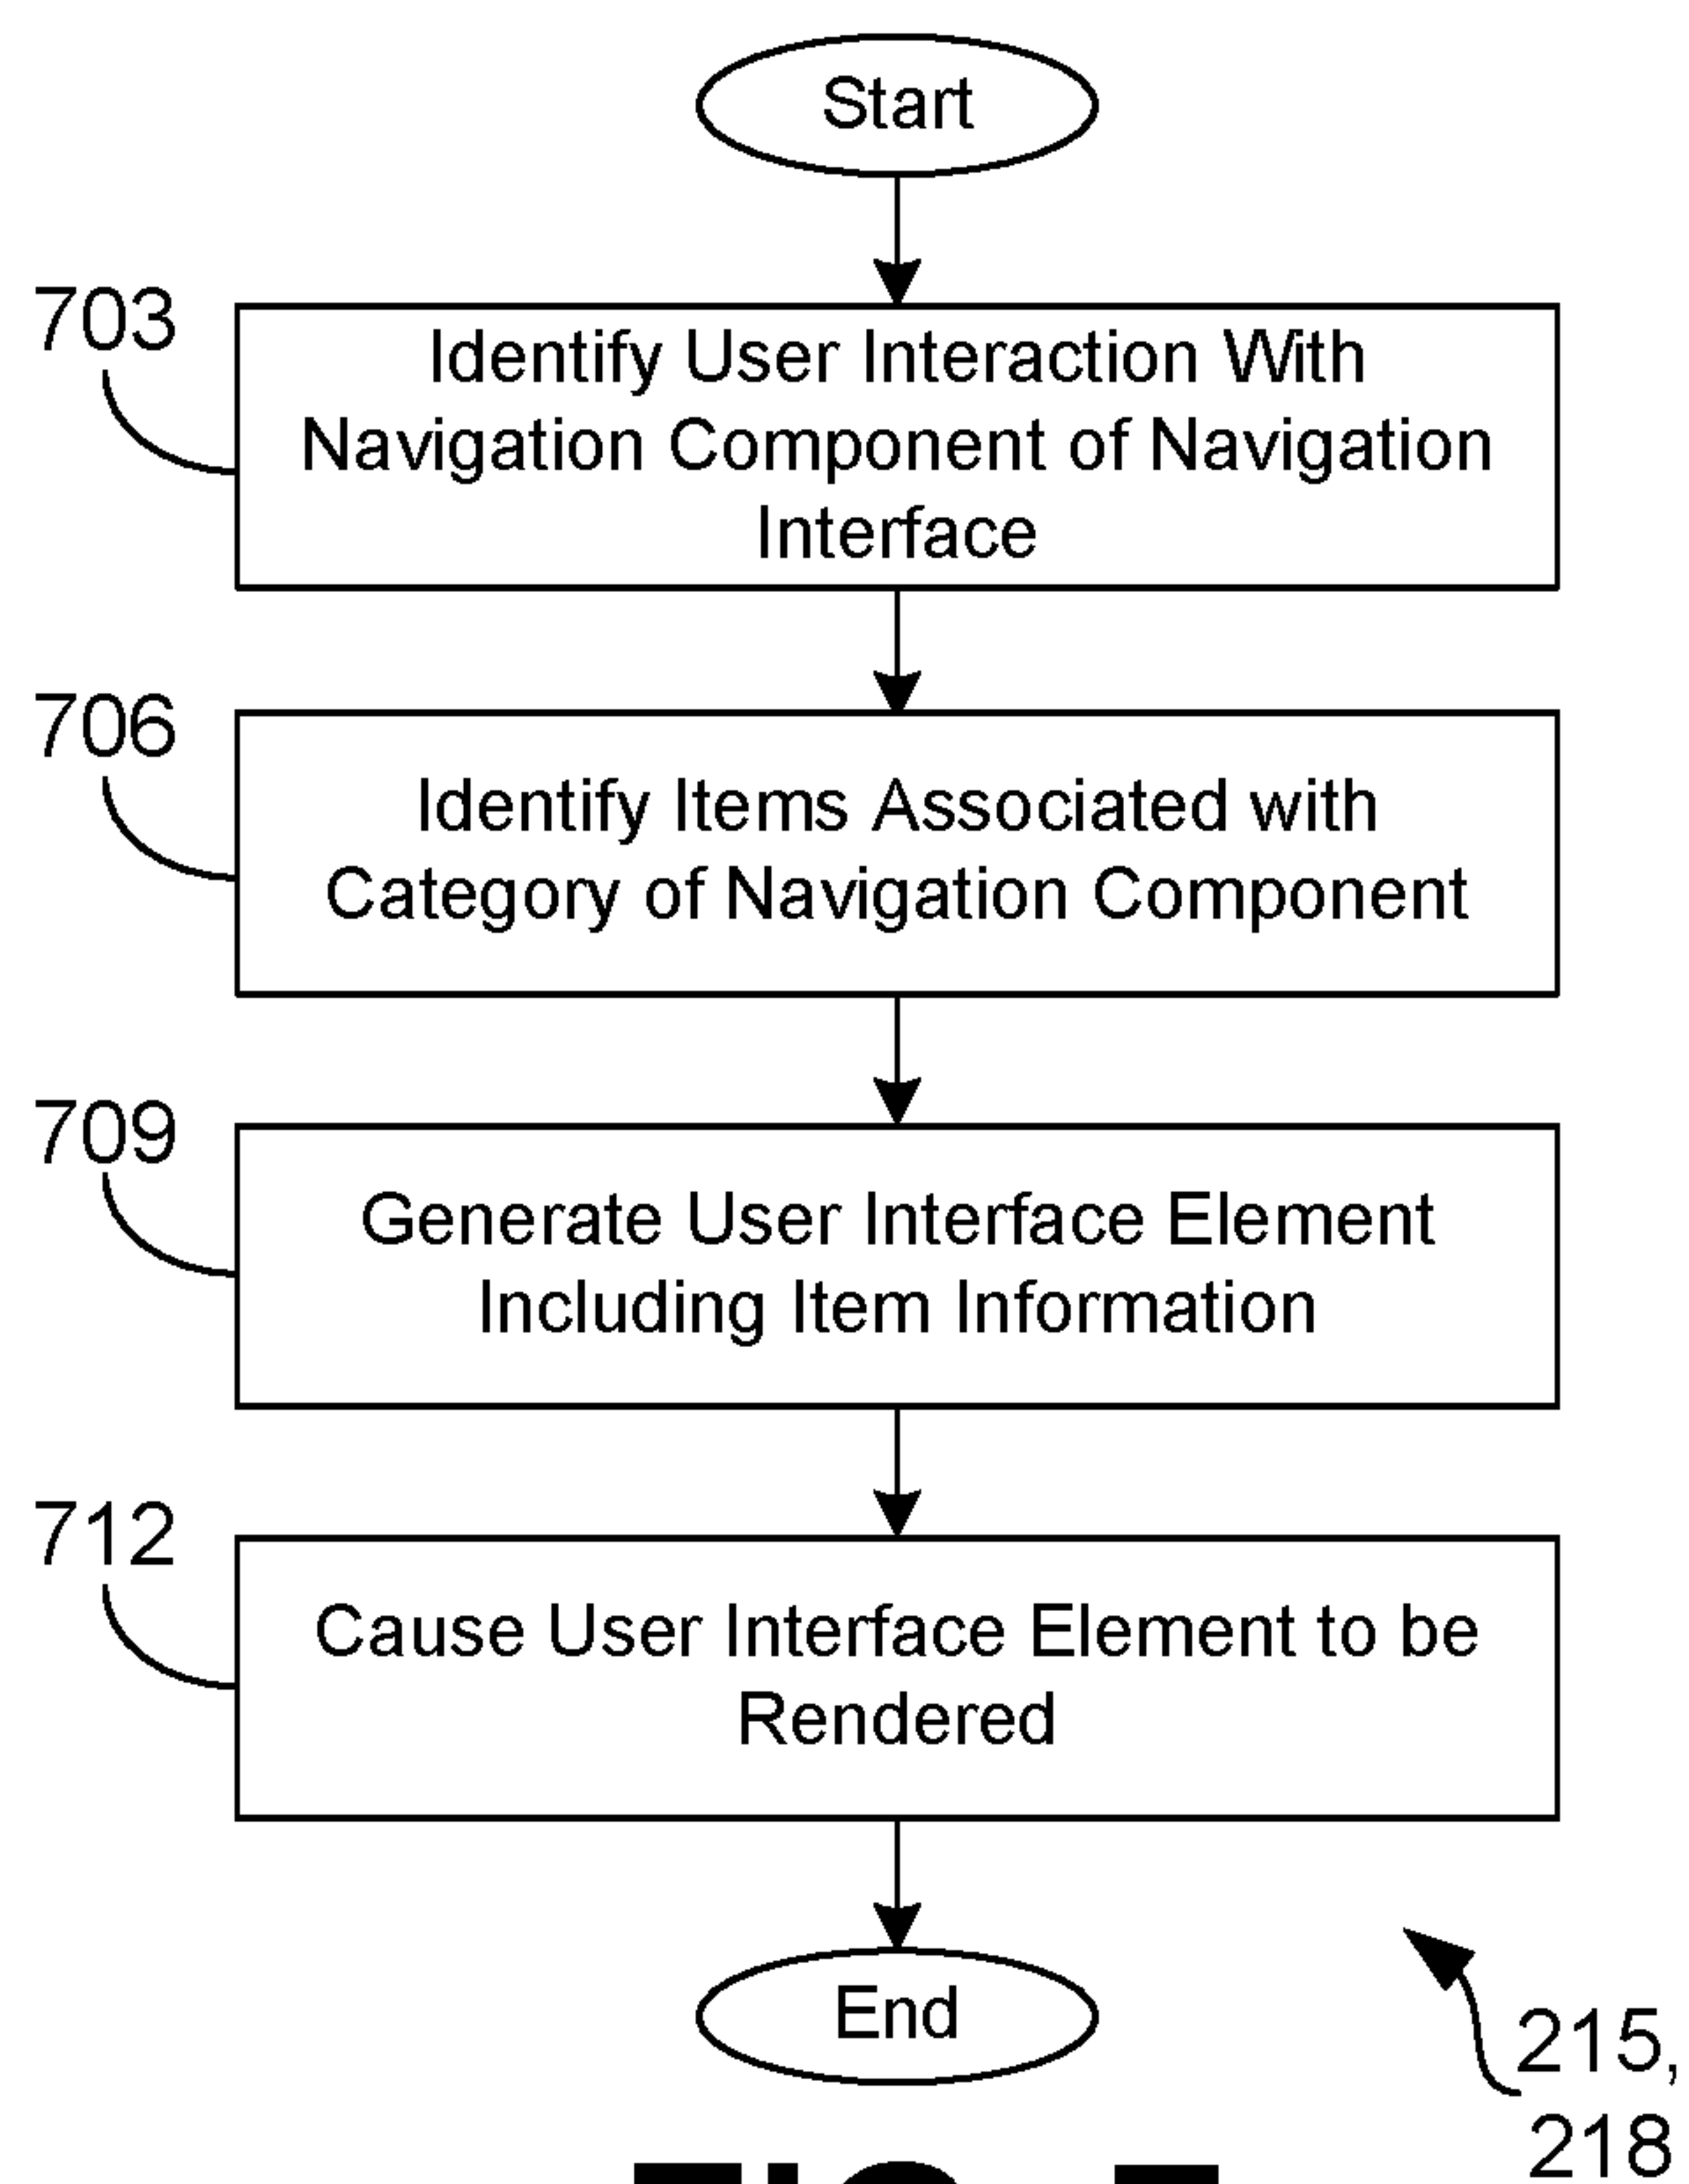 Start
703
Identify User Interaction With
Navigation Component of Navigation
Interface
706
Identify Items Associated with
Category of Navigation Component
709
Generate User Interface Element
Including Item Information
712
Cause User Interface Element to be
Rendered
End
215,
218